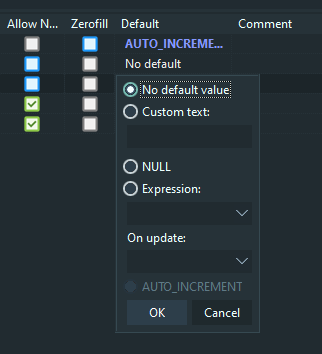 Allow N... Zerofill Default Comment
AUTO_INCREME...
No default
No default value
Custom text:
NULL
Expression:
On update:
AUTO_INCREMENT
OK Cancel